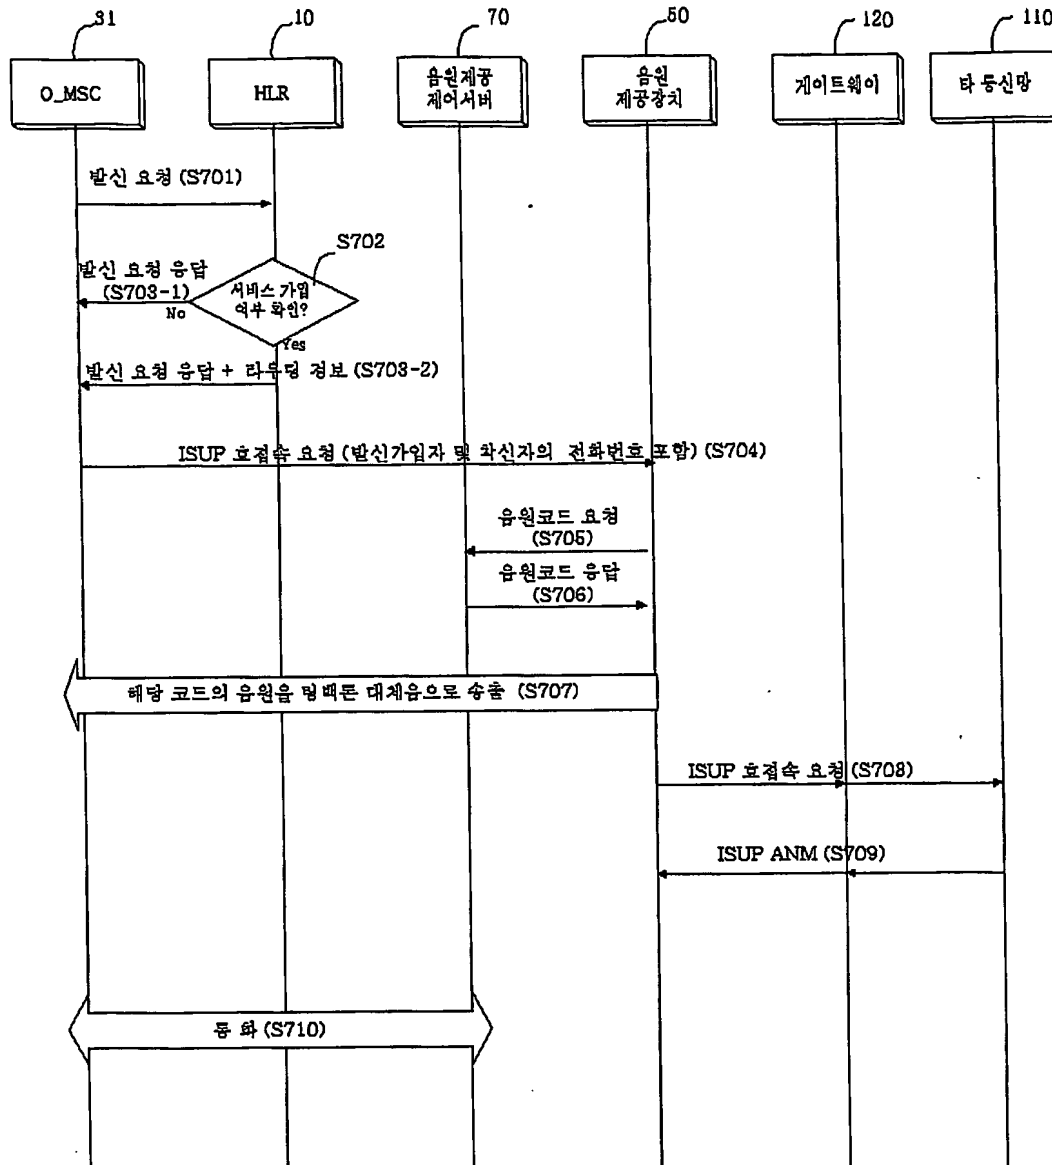 31
10
70
50
120
110
O_MSC
HLR
음원제공
제어서버
음원
제공장치
게이트웨이
타 통신망
발신 요청 (S701)
S702
발신 요청 응답
(S703-1)
No
서비스 가입
여부 확인?
Yes
발신 요청 응답 + 라우팅 정보 (S703-2)
ISUP 호접속 요청 (발신가입자 및 착신자의 전화번호 포함) (S704)
음원코드 요청
(S705)
음원코드 응답
(S706)
해당 코드의 음원을 링백톤 대체음으로 송출 (S707)
ISUP 호접속 요청 (S708)
ISUP ANM (S709)
통 화 (S710)